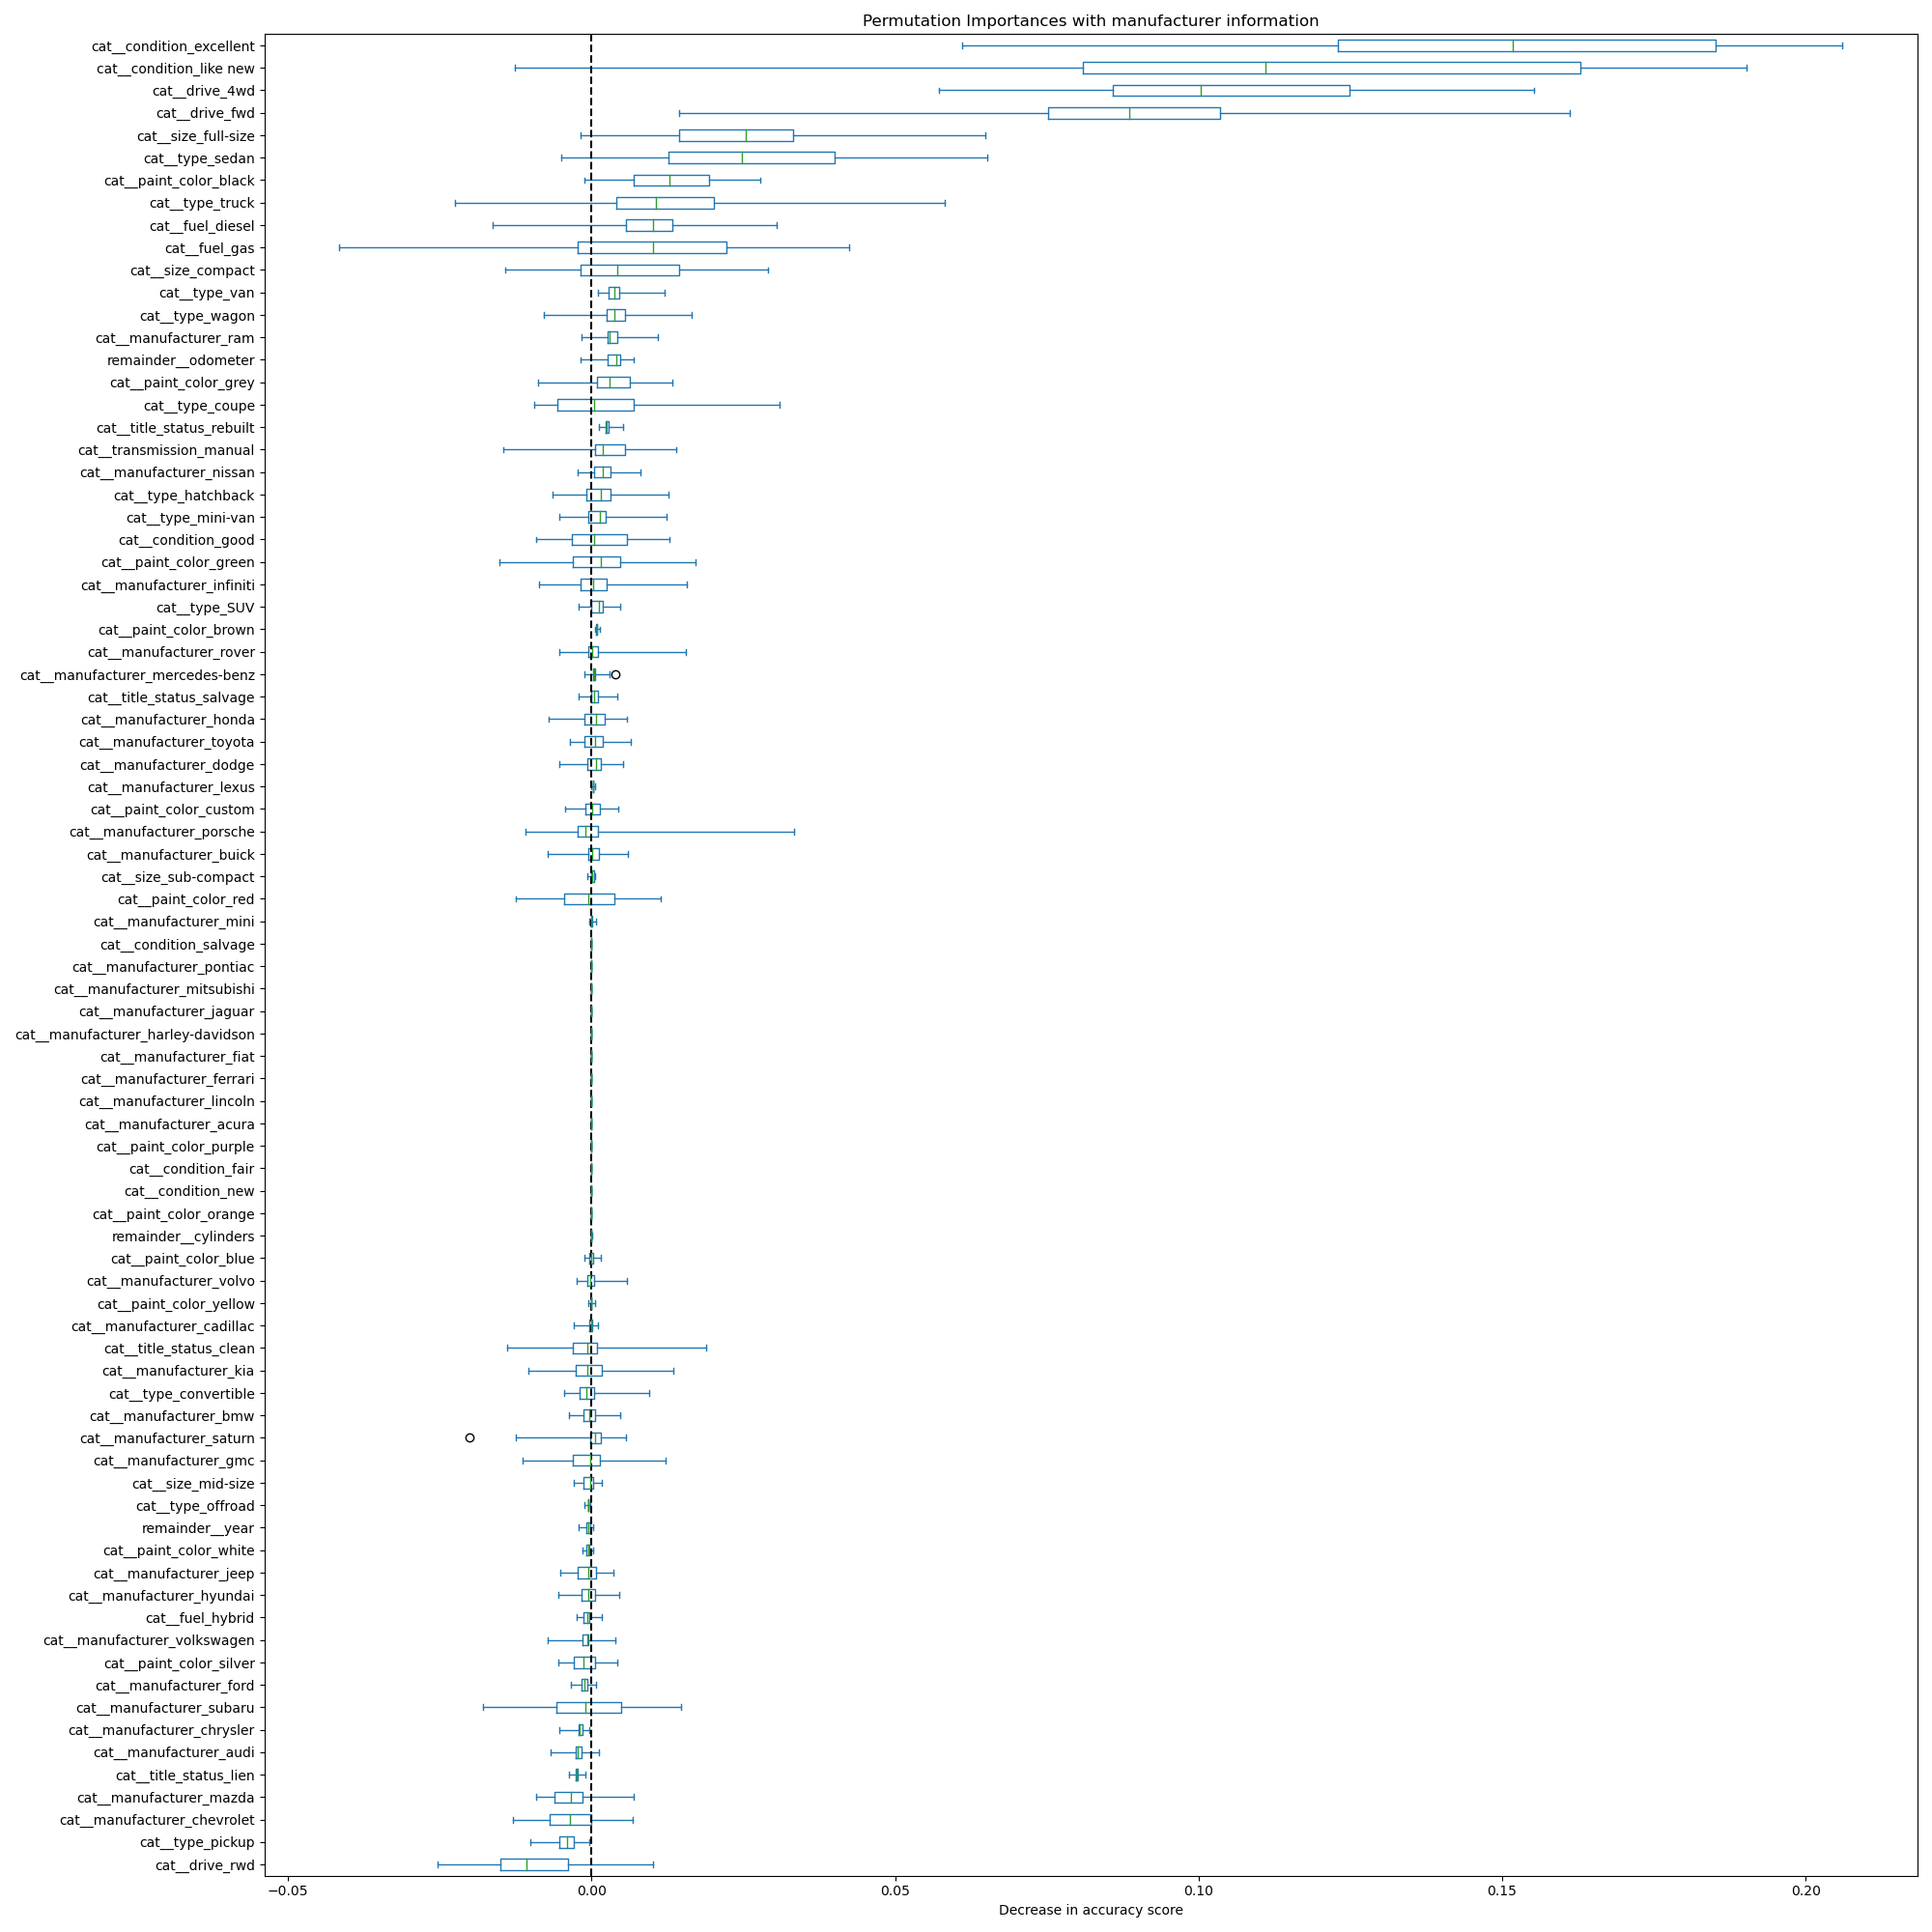 Permutation Importances with manufacturer information
cat__condition_excellent
cat__condition_like new
cat__drive_4wd
cat__drive_fwd
cat__size_full-size
cat__type_sedan
cat__paint_color_black
cat__type_truck
cat__fuel_diesel
cat__fuel_gas
cat__size_compact
cat__type_van
cat__type_wagon
cat__manufacturer_ram
remainder__odometer
cat__paint_color_grey
cat__type_coupe
cat__title_status_rebuilt
cat__transmission_manual
cat__manufacturer_nissan
cat__type_hatchback
cat__type_mini-van
cat__condition_good
cat__paint_color_green
cat__manufacturer_infiniti
cat__type_SUV
cat__paint_color_brown
cat__manufacturer_rover
cat__manufacturer_mercedes-benz
cat__title_status_salvage
cat__manufacturer_honda
cat__manufacturer_toyota
cat__manufacturer_dodge
cat__manufacturer_lexus
cat__paint_color_custom
cat__manufacturer_porsche
cat__manufacturer_buick
cat__size_sub-compact
cat__paint_color_red
cat__manufacturer_mini
cat__condition_salvage
cat__manufacturer_pontiac
cat__manufacturer_mitsubishi
cat__manufacturer_jaguar
cat__manufacturer_harley-davidson
cat__manufacturer_fiat
cat__manufacturer_ferrari
cat__manufacturer_lincoln
cat__manufacturer_acura
cat__paint_color_purple
cat__condition_fair
cat__condition_new
cat__paint_color_orange
remainder__cylinders
cat__paint_color_blue
cat__manufacturer_volvo
cat__paint_color_yellow
cat__manufacturer_cadillac
cat__title_status_clean
cat__manufacturer_kia
cat__type_convertible
cat__manufacturer_bmw
cat__manufacturer_saturn
cat__manufacturer_gmc
cat__size_mid-size
cat__type_offroad
remainder__year
cat__paint_color_white
cat__manufacturer_jeep
cat__manufacturer_hyundai
cat__fuel_hybrid
cat__manufacturer_volkswagen
cat__paint_color_silver
cat__manufacturer_ford
cat__manufacturer_subaru
cat__manufacturer_chrysler
cat__manufacturer_audi
cat__title_status_lien
cat__manufacturer_mazda
cat__manufacturer_chevrolet
cat__type_pickup
cat__drive_rwd
−0.05 0.00 0.05 0.10 0.15 0.20
Decrease in accuracy score